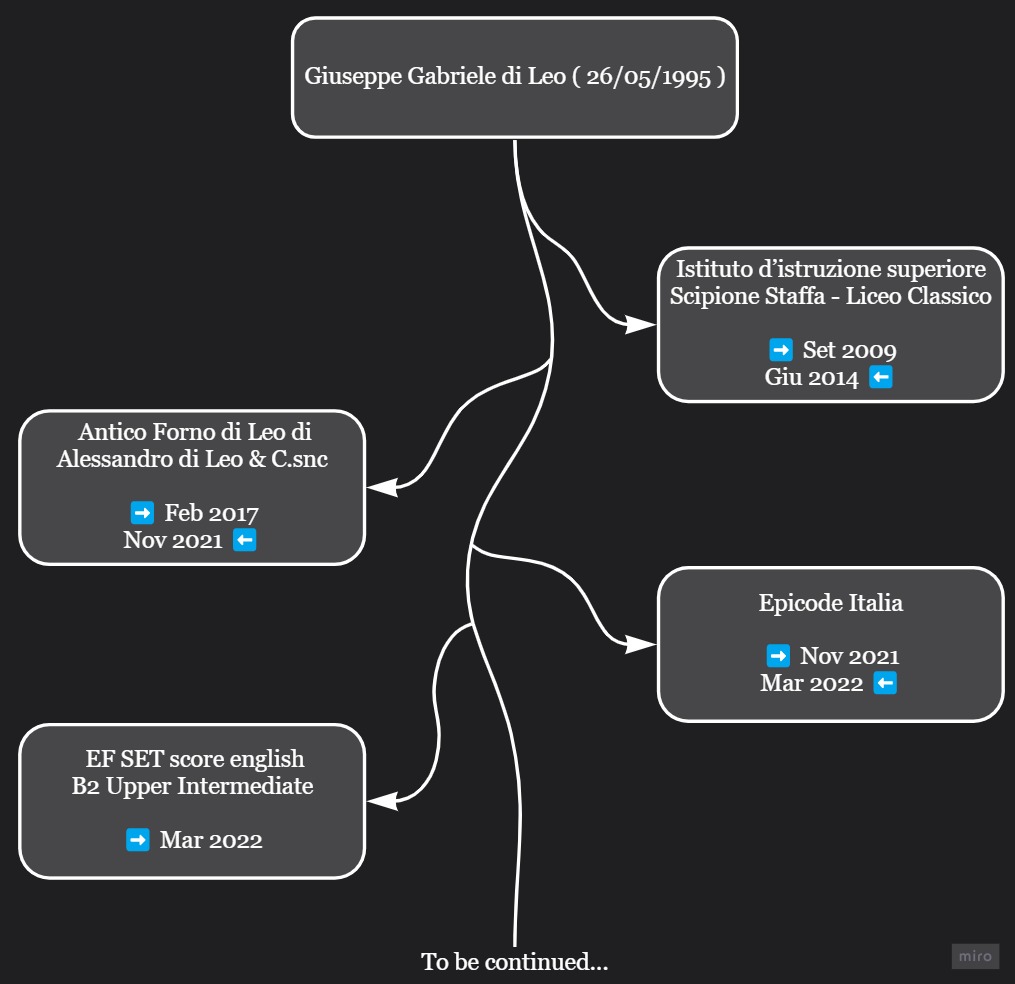 Giuseppe Gabriele di Leo ( 26/05/1995 )
Istituto d’istruzione superiore
Scipione Staffa - Liceo Classico
➡ Set 2009
Giu 2014 ⬅
Antico Forno di Leo di
Alessandro di Leo & C.snc
➡ Feb 2017
Nov 2021 ⬅
Epicode Italia
➡ Nov 2021
Mar 2022 ⬅
EF SET score english
B2 Upper Intermediate
➡ Mar 2022
To be continued...
miro